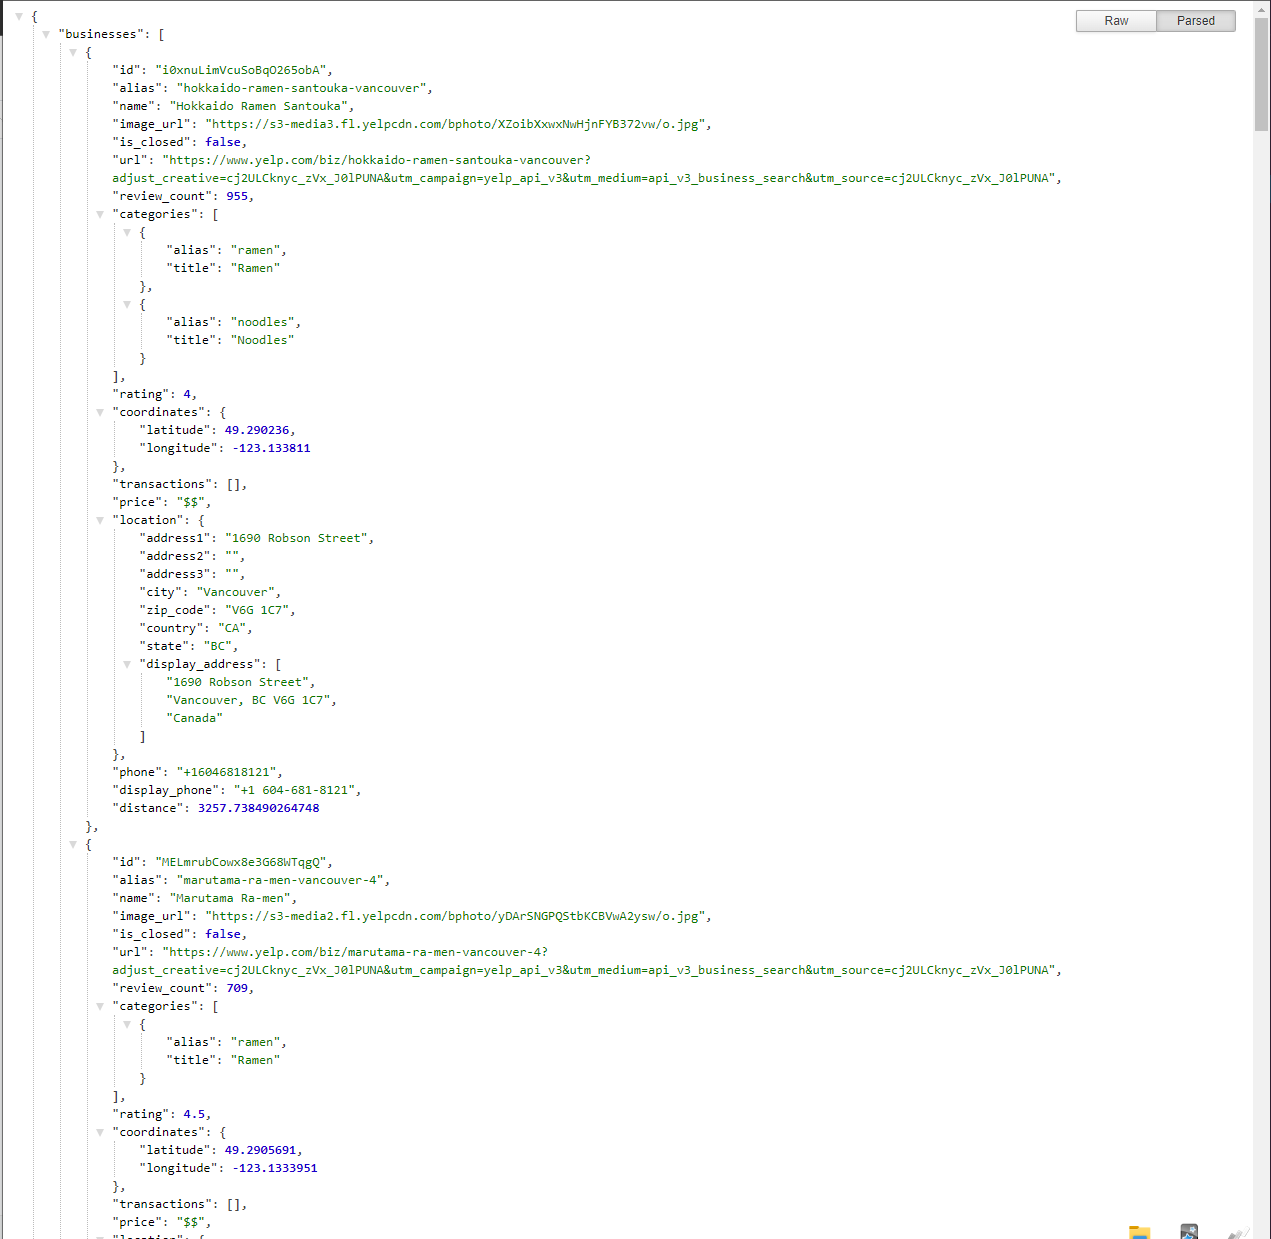 {
Raw
Parsed
"businesses": [
{
"id": "i0xnuLimVcuSoBqO265obA",
"alias": "hokkaido-ramen-santouka-vancouver",
"name": "Hokkaido Ramen Santouka",
"image_url": "https://s3-media3.fl.yelpcdn.com/bphoto/XZoibXxwxNwHjnFYB372vw/o.jpg",
"is_closed": false,
"url": "https://www.yelp.com/biz/hokkaido-ramen-santouka-vancouver?
adjust_creative=cj2ULCknyc_zVx_J0lPUNA&utm_campaign=yelp_api_v3&utm_medium=api_v3_business_search&utm_source=cj2ULCknyc_zVx_J0lPUNA",
"review_count": 955,
"categories": [
{
"alias": "ramen",
"title": "Ramen"
},
{
"alias": "noodles",
"title": "Noodles"
}
],
"rating": 4,
"coordinates": {
"latitude": 49.290236,
"longitude": -123.133811
},
"transactions": [],
"price": "$$",
"location": {
"address1": "1690 Robson Street",
"address2": "",
"address3": "",
"city": "Vancouver",
"zip_code": "V6G 1C7",
"country": "CA",
"state": "BC",
"display_address": [
"1690 Robson Street",
"Vancouver, BC V6G 1C7",
"Canada"
]
},
"phone": "+16046818121",
"display_phone": "+1 604-681-8121",
"distance": 3257.738490264748
},
{
"id": "MELmrubCowx8e3G68WTqgQ",
"alias": "marutama-ra-men-vancouver-4",
"name": "Marutama Ra-men",
"image_url": "https://s3-media2.fl.yelpcdn.com/bphoto/yDArSNGPQStbKCBVwA2ysw/o.jpg",
"is_closed": false,
"url": "https://www.yelp.com/biz/marutama-ra-men-vancouver-4?
adjust_creative=cj2ULCknyc_zVx_J0lPUNA&utm_campaign=yelp_api_v3&utm_medium=api_v3_business_search&utm_source=cj2ULCknyc_zVx_J0lPUNA",
"review_count": 709,
"categories": [
{
"alias": "ramen",
"title": "Ramen"
}
],
"rating": 4.5,
"coordinates": {
"latitude": 49.2905691,
"longitude": -123.1333951
},
"transactions": [],
"price": "$$",
"location": {